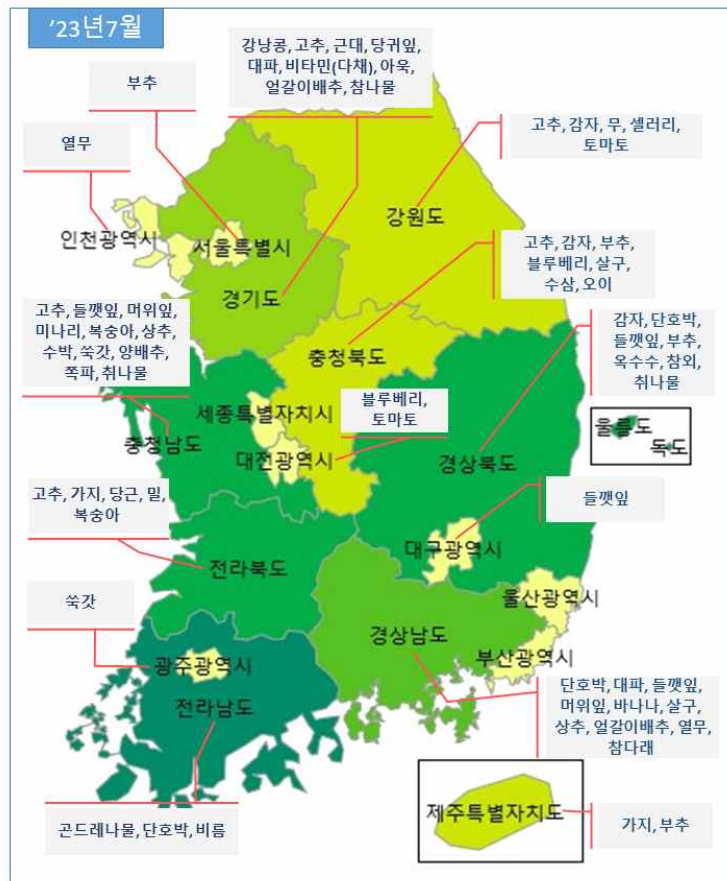 '23년7월
강낭콩, 고추, 근대, 당귀잎,
대파, 비타민(다채), 아욱,
얼갈이배추, 참나물
부추
열무
고추, 감자, 무, 셀러리,
토마토
인천광역시
서울특별시
강원도
경기도
고추, 감자, 부추,
블루베리, 살구,
수삼, 오이
고추, 들깻잎, 머위잎,
미나리, 복숭아, 상추,
수박, 쑥갓, 양배추,
쪽파, 취나물
감자, 단호박,
들깻잎, 부추,
옥수수, 참외,
취나물
충청북도
세종특별자치시
블루베리,
토마토
충청남도
대전광역시
경상북도
울릉도
독도
고추, 가지, 당근, 밀,
복숭아
들깻잎
대구광역시
전라북도
울산광역시
쑥갓
경상남도
부산광역시
광주광역시
전라남도
단호박, 대파, 들깻잎,
머위잎, 바나나, 살구,
상추, 얼갈이배추, 열무,
참다래
제주특별자치도
곤드레나물, 단호박, 비름
가지, 부추